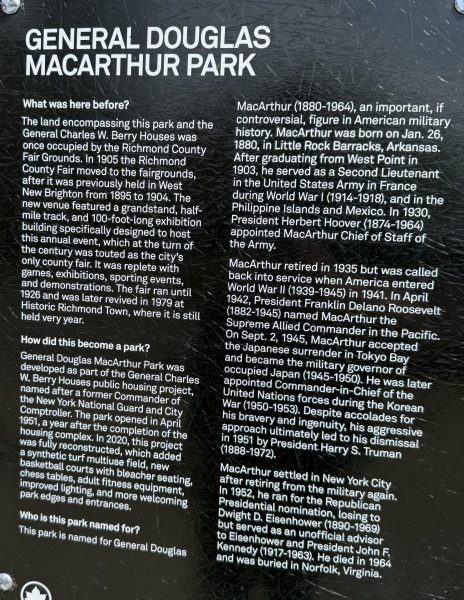 GENERAL DOUGLAS
MACARTHUR PARK
What was here before?
The land encompassing this park and the
General Charles W. Berry Houses was
once occupied by the Richmond County
Fair Grounds. In 1905 the Richmond
County Fair moved to the fairgrounds,
after it was previously held in West
New Brighton from 1895 to 1904. The
new venue featured a grandstand, half-
mile track, and 100-foot-long exhibition
building specifically designed to host
this annual event, which at the turn of
the century was touted as the city's
only county fair. It was replete with
games, exhibitions, sporting events,
and demonstrations. The fair ran until
1926 and was later revived in 1979 at
Historic Richmond Town, where it is still
held very year.
How did this become a park?
General Douglas MacArthur Park was
developed as part of the General Charles
W. Berry Houses public housing project,
named after a former Commander of
the New York National Guard and City
Comptroller. The park opened in April
1951, a year after the completion of the
housing complex. In 2020, this project
was fully reconstructed, which added
a synthetic turf multiuse field, new
basketball courts with bleacher seating,
chess tables, adult fitness equipment,
improved lighting, and more welcoming
park edges and entrances.
Who is this park named for?
This park is named for General Douglas
MacArthur (1880-1964), an important, if
controversial, figure in American military
history. MacArthur was born on Jan. 26,
1880, in Little Rock Barracks, Arkansas.
After graduating from West Point in
1903, he served as a Second Lieutenant
in the United States Army in France
during World War I (1914-1918), and in the
Philippine Islands and Mexico. In 1930,
President Herbert Hoover (1874-1964)
appointed MacArthur Chief of Staff of
the Army.
MacArthur retired in 1935 but was called
back into service when America entered
World War II (1939-1945) in 1941. In April
1942, President Franklin Delano Roosevelt
(1882-1945) named MacArthur the
Supreme Allied Commander in the Pacific.
On Sept. 2, 1945, MacArthur accepted
the Japanese surrender in Tokyo Bay
and became the military governor of
occupied Japan (1945-1950). He was later
appointed Commander-in-Chief of the
United Nations forces during the Korean
War (1950-1953). Despite accolades for
his bravery and ingenuity, his aggressive
approach ultimately led to his dismissal
in 1951 by President Harry S. Truman
(1888-1972).
MacArthur settled in New York City
after retiring from the military again.
In 1952, he ran for the Republican
Presidential nomination, losing to
Dwight D. Eisenhower (1890-1969)
but served as an unofficial advisor
to Eisenhower and President John F.
Kennedy (1917-1963). He died in 1964
and was buried in Norfolk, Virginia.